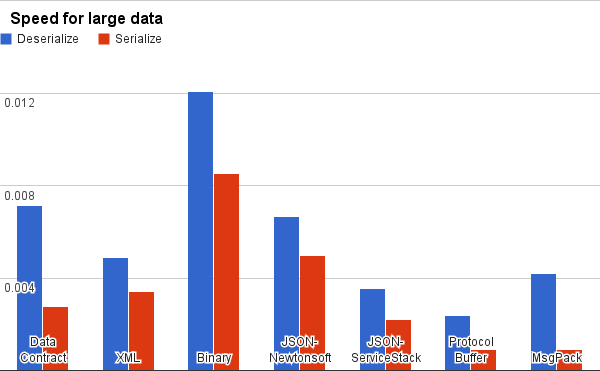 Speed for large data
Deserialize Serialize
0.012
0.008
0.004
Data Contract
XML
Binary
JSON-Newtonsoft
JSON-ServiceStack
Protocol Buffer
MsgPack